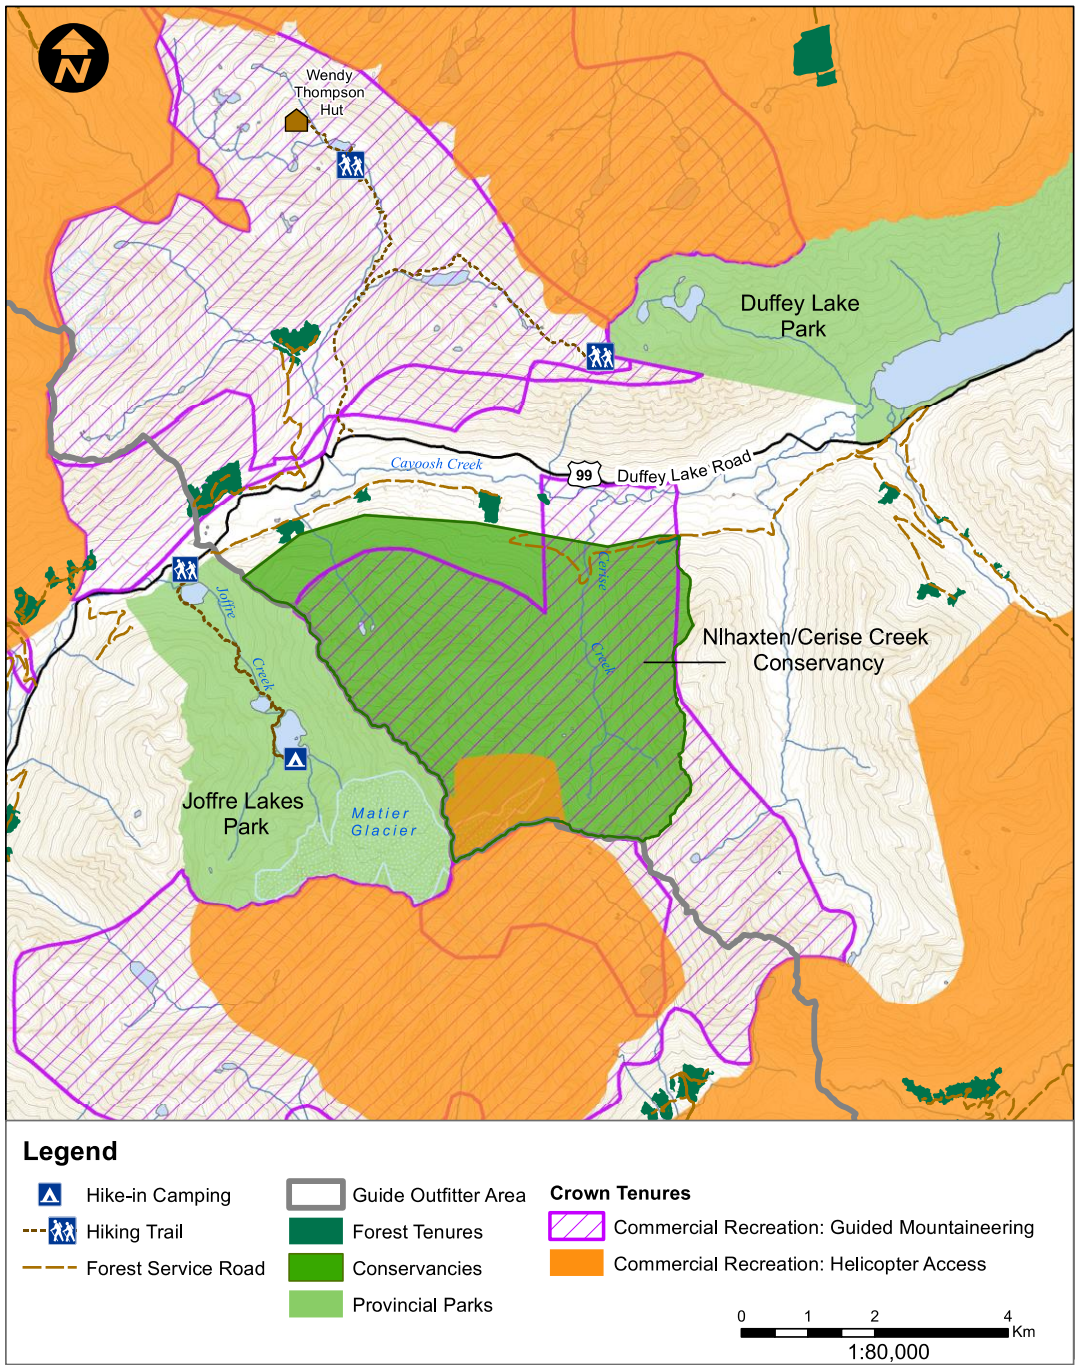 N
Wendy
Thompson
Hut
Duffey Lake
Park
Cayoosh Creek
99
Duffey Lake Road
Cerise
Creek
Joffre
Creek
Nlhaxten/Cerise Creek
Conservancy
Joffre Lakes
Park
Matier
Glacier
Legend
Hike-in Camping
Hiking Trail
Forest Service Road
Guide Outfitter Area
Forest Tenures
Conservancies
Provincial Parks
Crown Tenures
Commercial Recreation: Guided Mountaineering
Commercial Recreation: Helicopter Access
0 1 2 4
Km
1:80,000